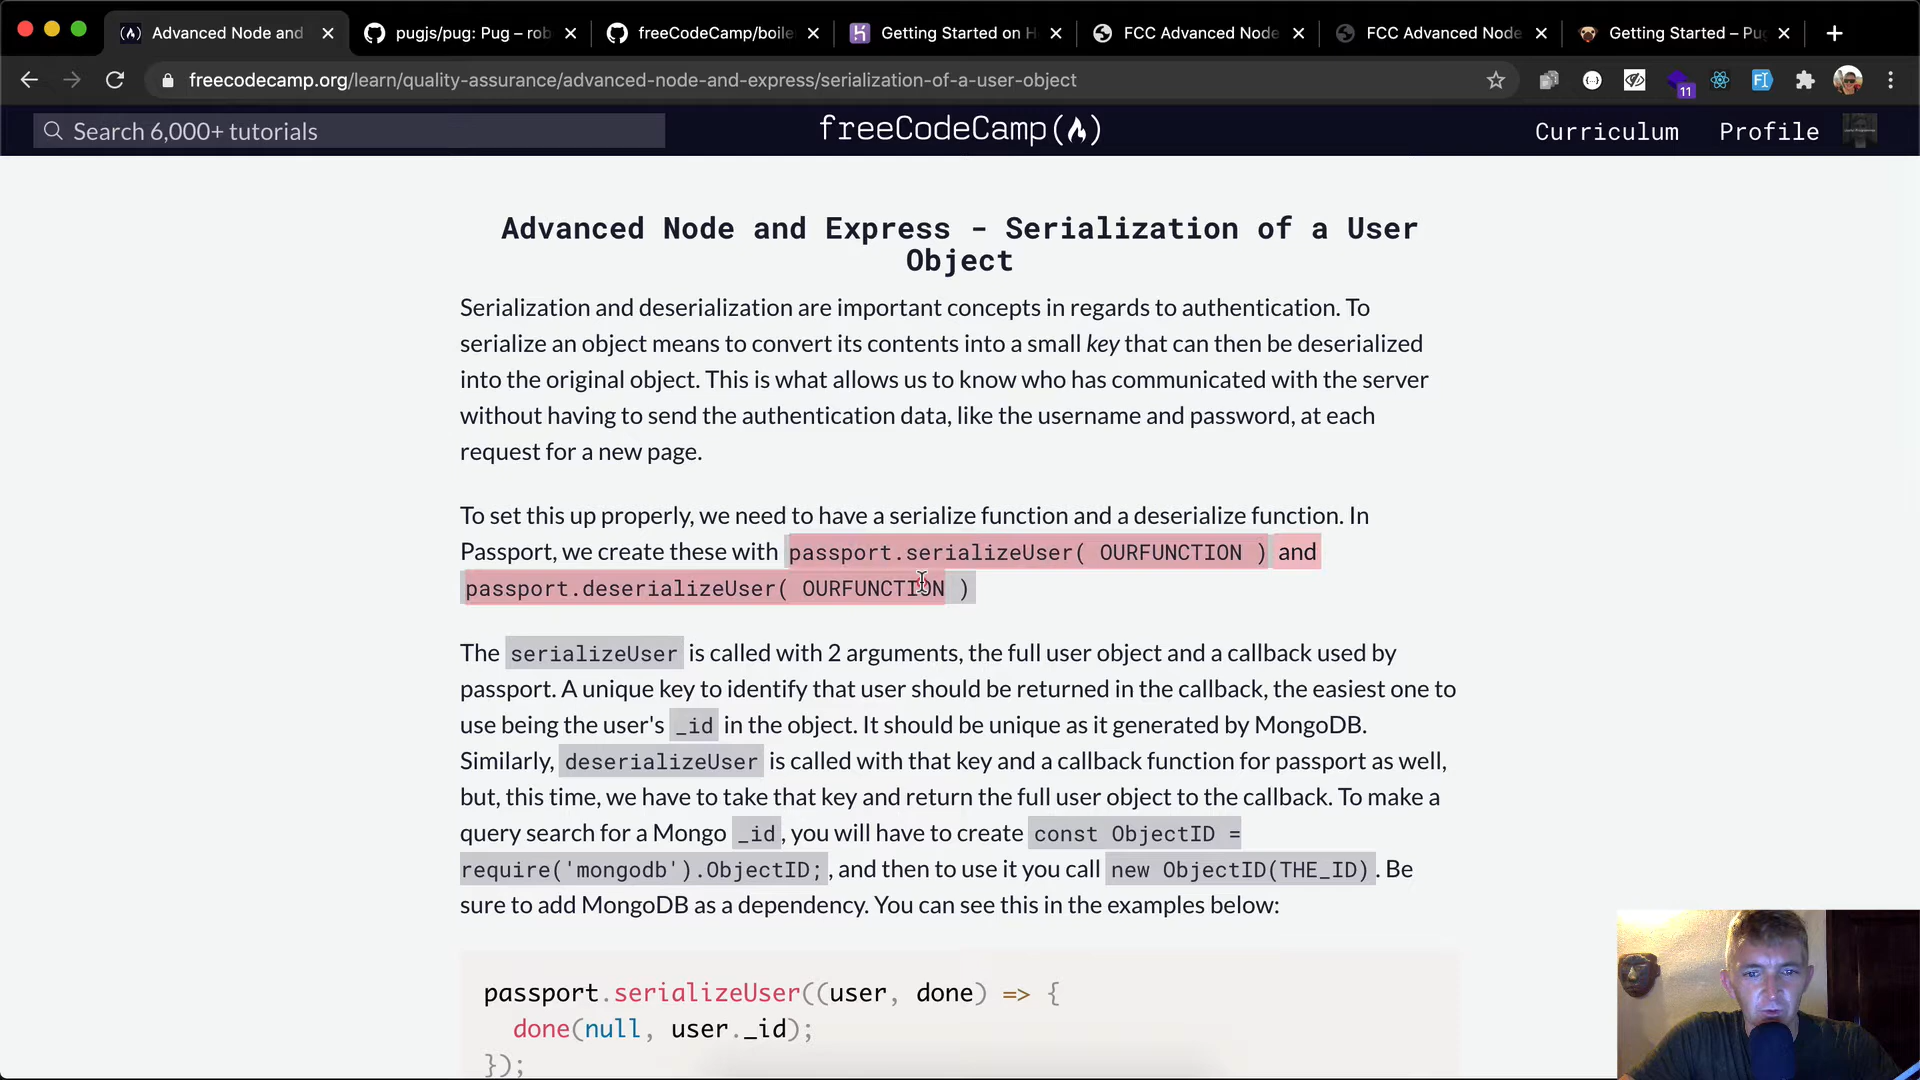 Advanced Node and
pugjs/pug: Pug – rob
freeCodeCamp/boile
Getting Started on H
FCC Advanced Node
FCC Advanced Node
Getting Started – Pu
freecodecamp.org/learn/quality-assurance/advanced-node-and-express/serialization-of-a-user-object
11
Search 6,000+ tutorials
freeCodeCamp
Curriculum
Profile
Advanced Node and Express - Serialization of a User
Object
Serialization and deserialization are important concepts in regards to authentication. To
serialize an object means to convert its contents into a small key that can then be deserialized
into the original object. This is what allows us to know who has communicated with the server
without having to send the authentication data, like the username and password, at each
request for a new page.
To set this up properly, we need to have a serialize function and a deserialize function. In
Passport, we create these with passport.serializeUser( OURFUNCTION ) and
passport.deserializeUser( OURFUNCTION )
The serializeUser is called with 2 arguments, the full user object and a callback used by
passport. A unique key to identify that user should be returned in the callback, the easiest one to
use being the user's _id in the object. It should be unique as it generated by MongoDB.
Similarly, deserializeUser is called with that key and a callback function for passport as well,
but, this time, we have to take that key and return the full user object to the callback. To make a
query search for a Mongo _id, you will have to create const ObjectID =
require('mongodb').ObjectID;, and then to use it you call new ObjectID(THE_ID). Be
sure to add MongoDB as a dependency. You can see this in the examples below:
passport.serializeUser((user, done) => {
done(null, user._id);
});